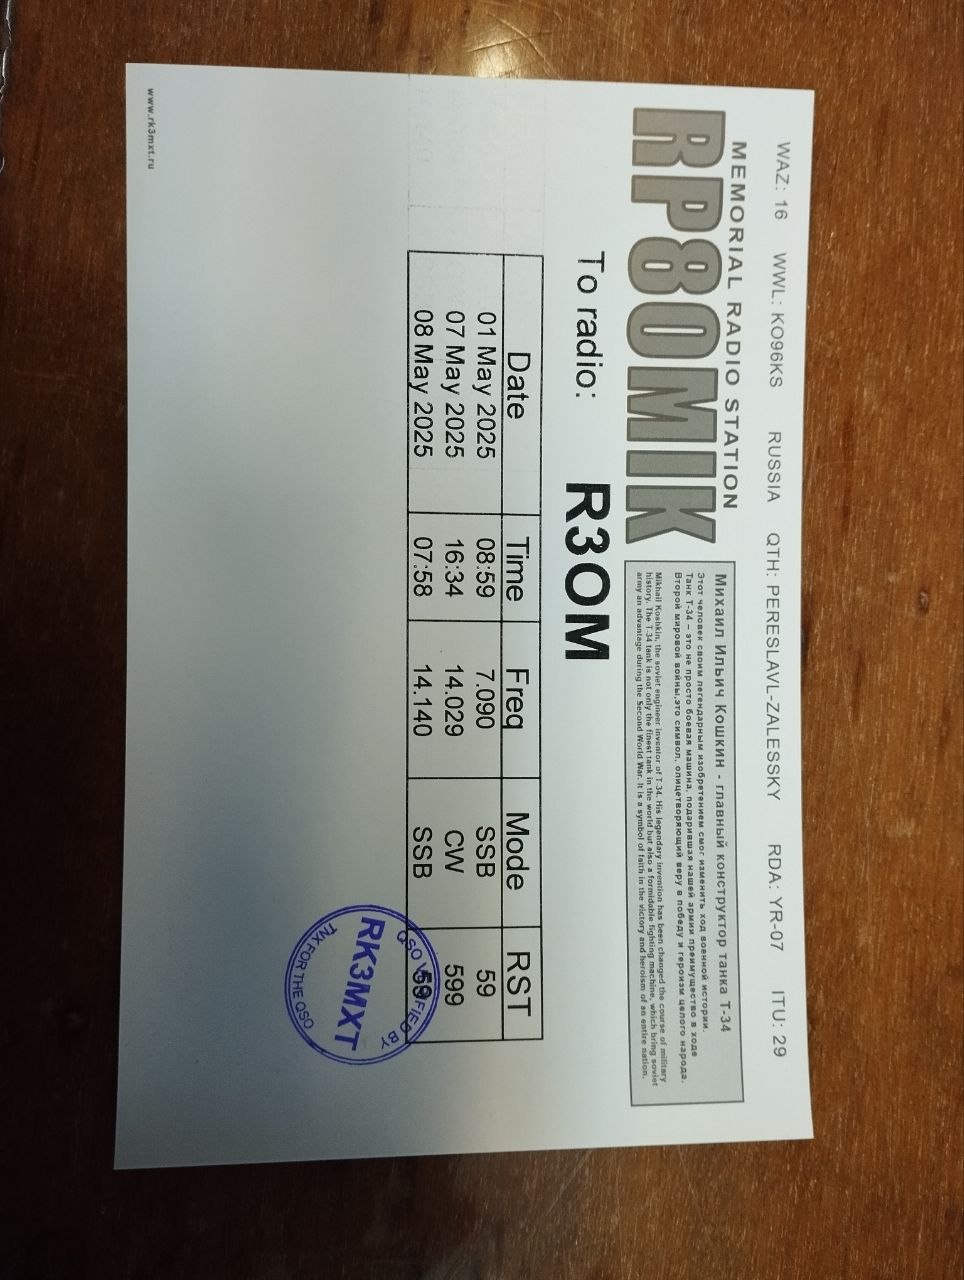 WAZ: 16 WWL: KO96KS RUSSIA QTH: PERESLAVL-ZALESSKY RDA: YR-07 ITU: 29
MEMORIAL RADIO STATION
RP80MIK
Михаил Ильич Кошкин - главный конструктор танка Т-34
Этот человек своим легендарным изобретением смог изменить ход военной истории.
Танк Т-34 – это не просто боевая машина, подарившая нашей армии преимущество в ходе
Второй мировой войны,это символ, олицетворяющий веру в победу и героизм целого народа.
Mikhail Koshkin, the soviet engineer inventor of T-34. His legendary invention has been changed the course of military
history. The T-34 tank is not only the finest tank in the world but also a formidable fighting machine, which bring soviet
army an advantage during the Second World War. It is a symbol of faith in the victory and heroism of an entire nation.
To radio: R3OM
Date Time Freq Mode RST
01 May 2025 08:59 7.090 SSB 59
07 May 2025 16:34 14.029 CW 599
08 May 2025 07:58 14.140 SSB 59
QSO VERIFIED BY
RK3MXT
TNX FOR THE QSO
www.rk3mxt.ru